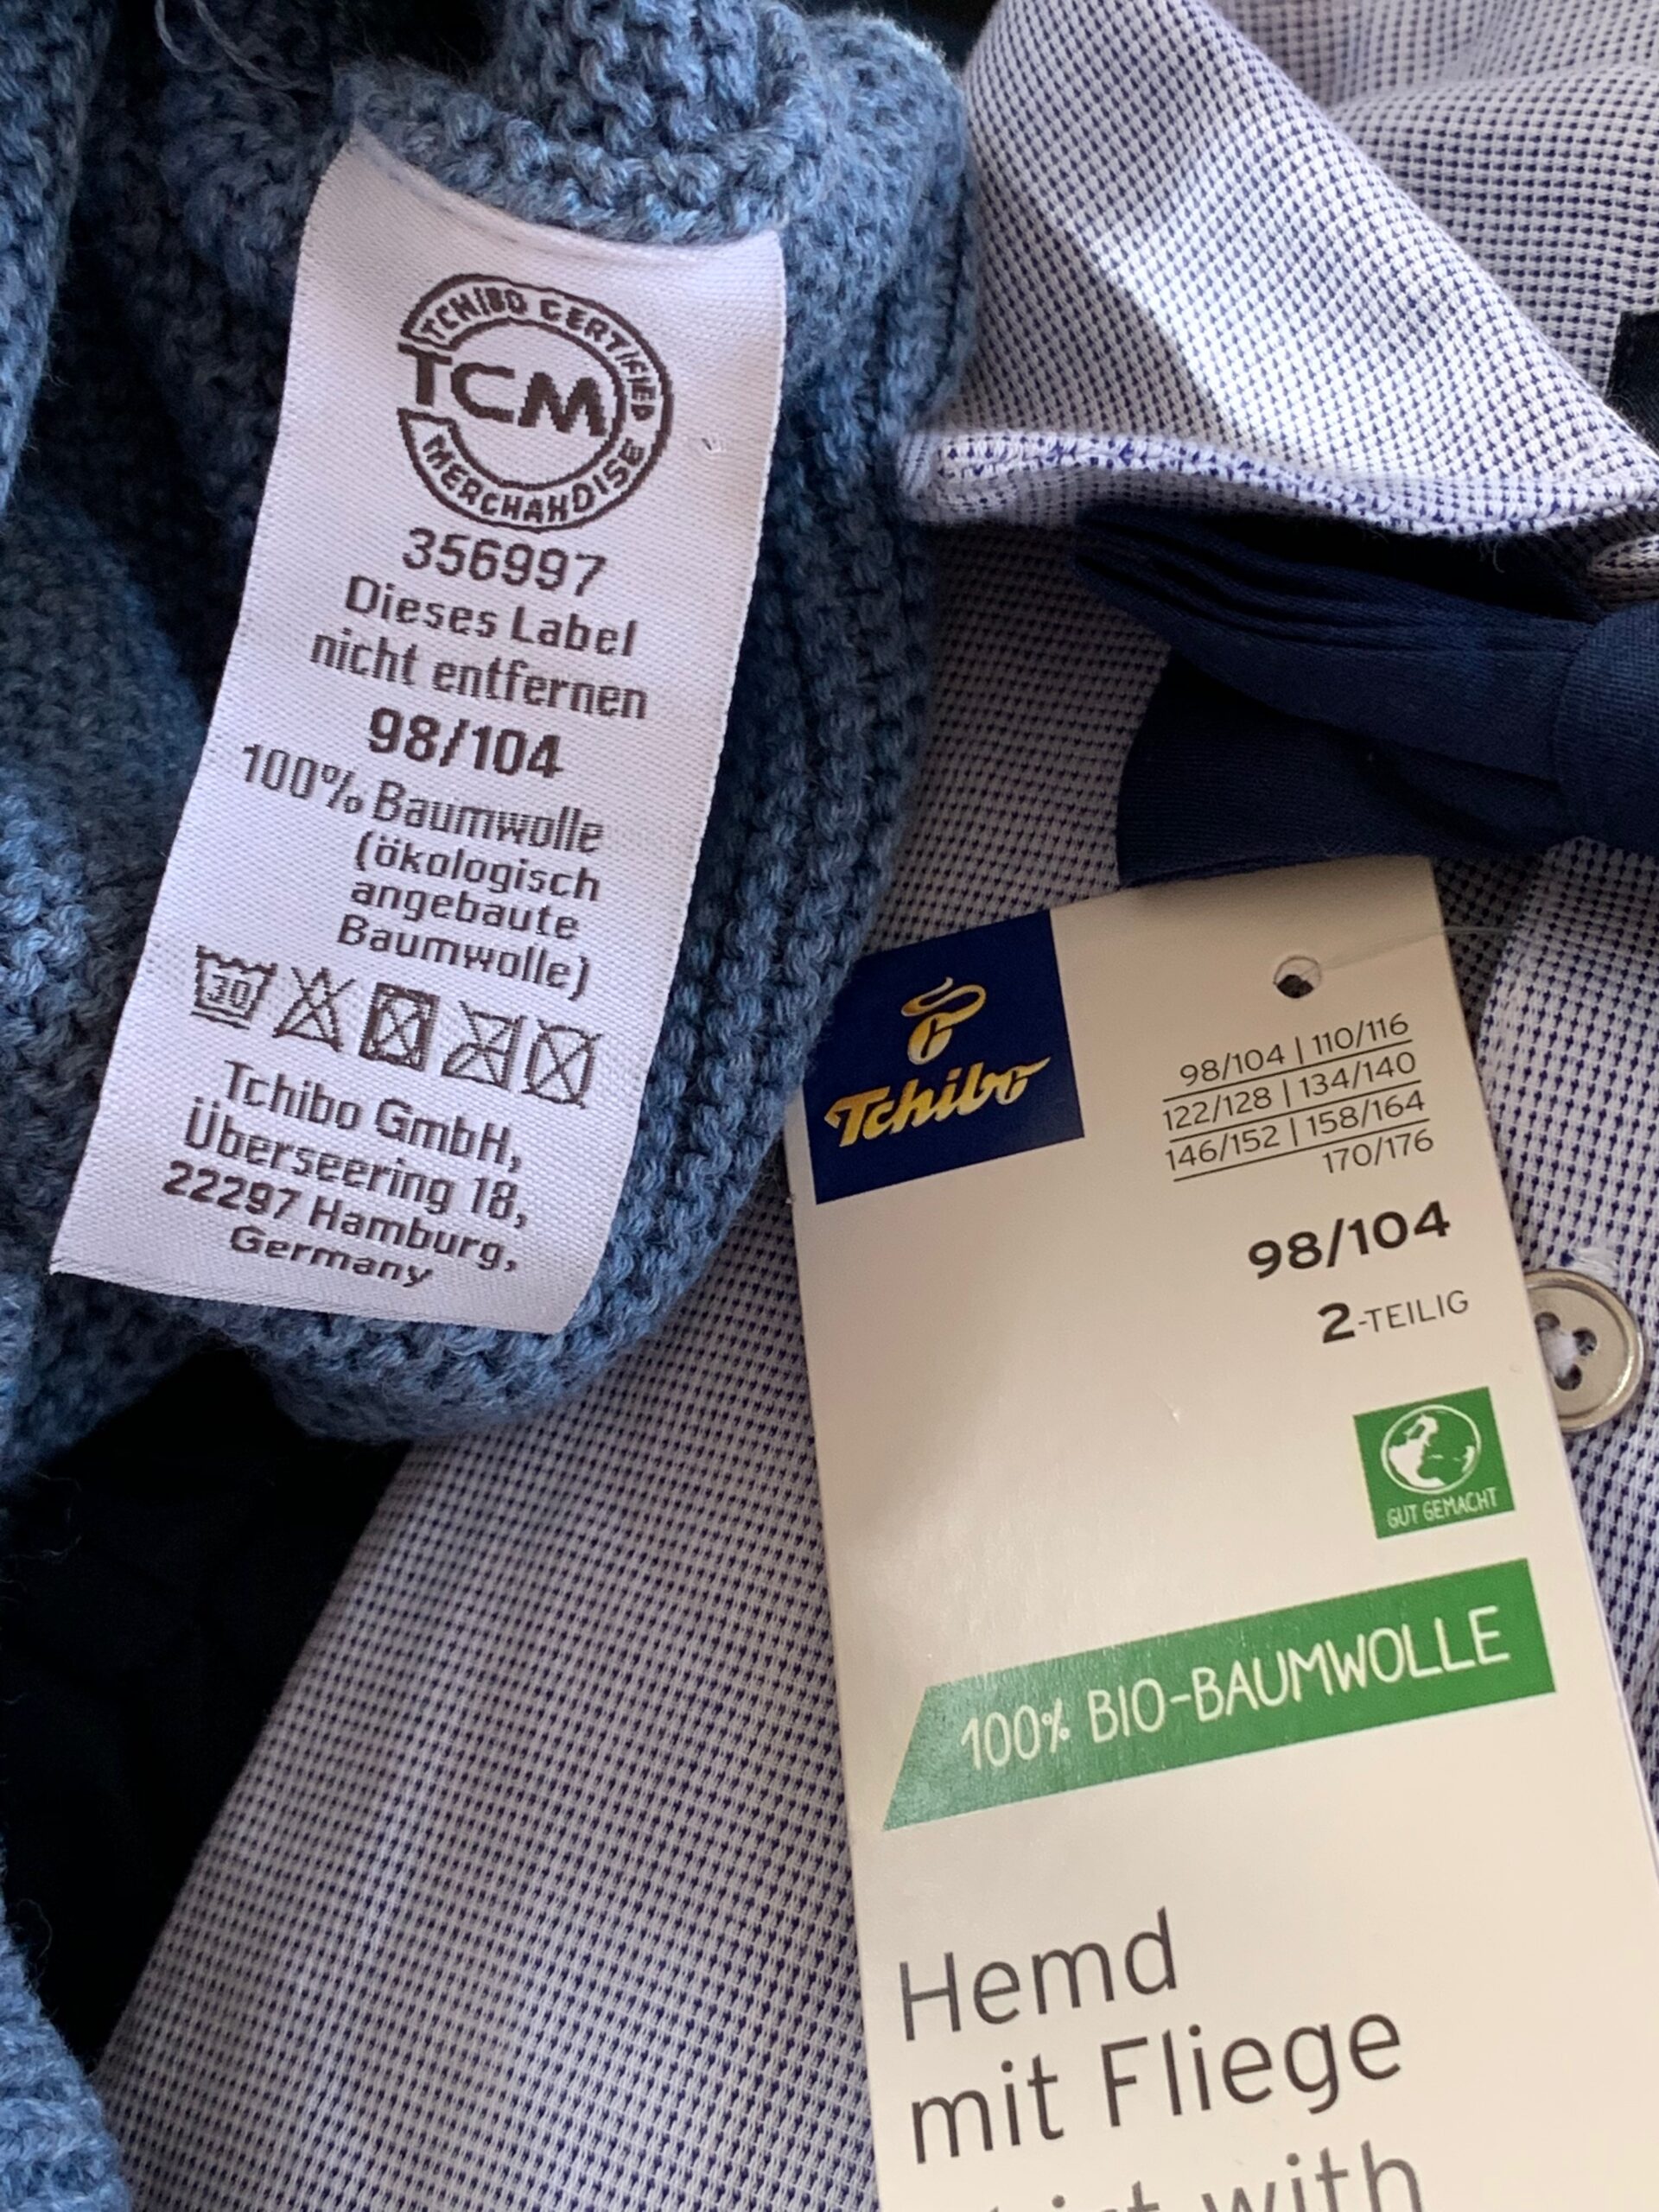 TCHIBO CERTIFIED
TCM
MERCHANDISE
356997
Dieses Label
nicht entfernen
98/104
100% Baumwolle
(ökologisch
angebaute
Baumwolle)
30
Tchibo GmbH,
Überseering 18,
22297 Hamburg,
Germany
Tchibo
98/104 | 110/116
122/128 | 134/140
146/152 | 158/164
170/176
98/104
2-TEILIG
GUT GEMACHT
100% BIO-BAUMWOLLE
Hemd
mit Fliege
with